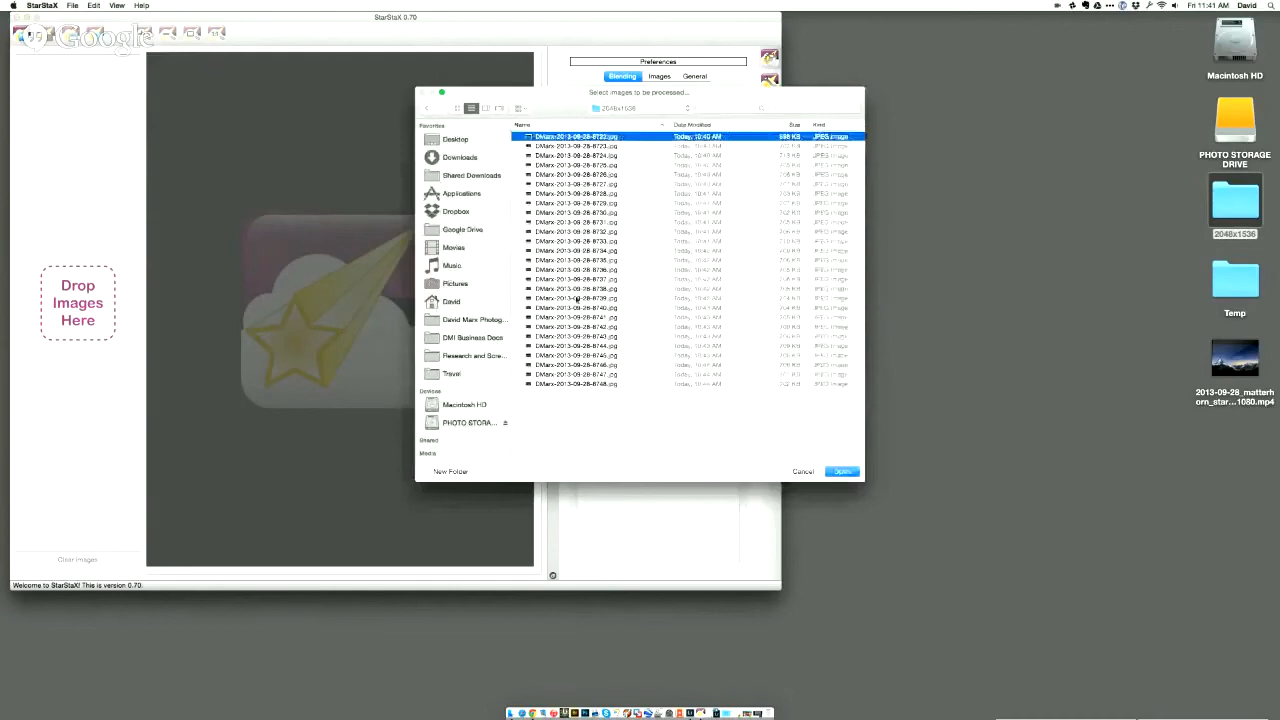 StarStaX File Edit View Help
Fri 11:41 AM David
StarStaX 0.70
Google
Preferences
Blending Images General
Select images to be processed...
2048x1536
Favorites
Desktop
Downloads
Shared Downloads
Applications
Dropbox
Google Drive
Movies
Music
Pictures
David
David Marx Photog...
DMI Business Docs
Research and Scre...
Travel
Devices
Macintosh HD
PHOTO STORA...
Shared
Media
Name Date Modified Size Kind
DMarx-2013-09-28-8722.jpg Today, 10:40 AM JPEG image
DMarx-2013-09-28-8723.jpg
DMarx-2013-09-28-8724.jpg
DMarx-2013-09-28-8725.jpg
DMarx-2013-09-28-8726.jpg
DMarx-2013-09-28-8727.jpg
DMarx-2013-09-28-8728.jpg
DMarx-2013-09-28-8729.jpg
DMarx-2013-09-28-8730.jpg
DMarx-2013-09-28-8731.jpg
DMarx-2013-09-28-8732.jpg
DMarx-2013-09-28-8733.jpg
DMarx-2013-09-28-8734.jpg
DMarx-2013-09-28-8735.jpg
DMarx-2013-09-28-8736.jpg
DMarx-2013-09-28-8737.jpg
DMarx-2013-09-28-8738.jpg
DMarx-2013-09-28-8739.jpg
DMarx-2013-09-28-8740.jpg
DMarx-2013-09-28-8741.jpg
DMarx-2013-09-28-8742.jpg
DMarx-2013-09-28-8743.jpg
DMarx-2013-09-28-8744.jpg
DMarx-2013-09-28-8745.jpg
DMarx-2013-09-28-8746.jpg
DMarx-2013-09-28-8747.jpg
DMarx-2013-09-28-8748.jpg
New Folder Cancel Open
Drop
Images
Here
Clear Images
Welcome to StarStaX! This is version 0.70.
Macintosh HD
PHOTO STORAGE
DRIVE
2048x1536
Temp
2013-09-28_matterh
orn_star...1080.mp4